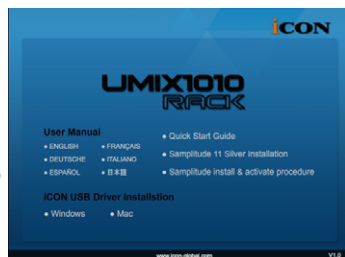 iCON
UMIX1010
RACK
User Manual
• ENGLISH
• FRANÇAIS
• DEUTSCHE
• ITALIANO
• ESPAÑOL
• 日本語
• Quick Start Guide
• Samplitude 11 Silver Installation
• Samplitude install & activate procedure
iCON USB Driver Installstion
• Windows
• Mac
www.icon-global.com
V1.0